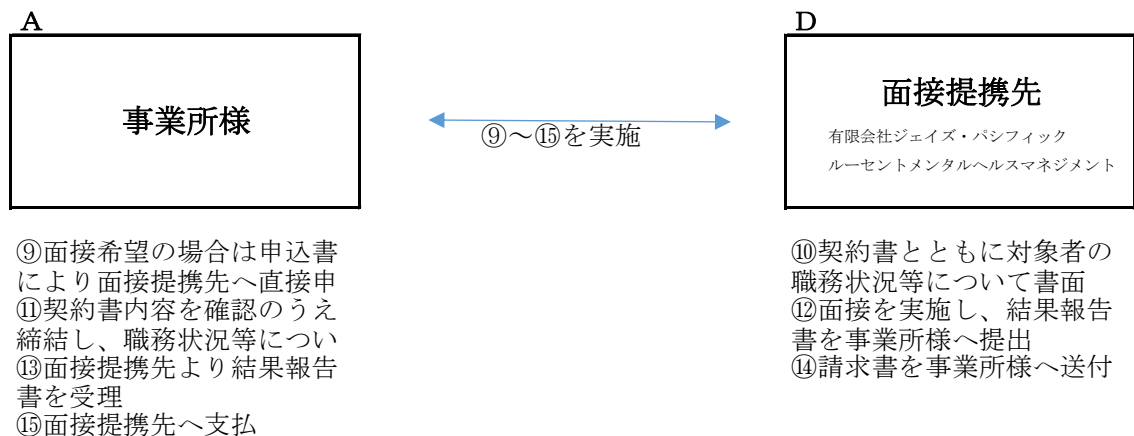 A
事業所様
⑨～⑮を実施
D
面接提携先
有限会社ジェイズ・パシフィック
ルーセントメンタルヘルスマネジメント
⑨面接希望の場合は申込書
により面接提携先へ直接申
⑪契約書内容を確認のうえ
締結し、職務状況等につい
⑬面接提携先より結果報告
書を受理
⑮面接提携先へ支払
⑩契約書とともに対象者の
職務状況等について書面
⑫面接を実施し、結果報告
書を事業所様へ提出
⑭請求書を事業所様へ送付